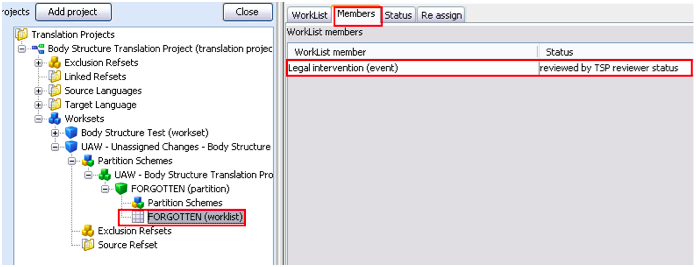 rojects Add project Close
Translation Projects
Body Structure Translation Project (translation projec
Exclusion Refsets
Linked Refsets
Source Languages
Target Language
Worksets
Body Structure Test (workset)
UAW - Unassigned Changes - Body Structure
Partition Schemes
UAW - Body Structure Translation Pro
FORGOTTEN (partition)
Partition Schemes
FORGOTTEN (worklist)
Exclusion Refsets
Source Refset
WorkList Members Status Re assign
WorkList members
WorkList member Status
Legal intervention (event) reviewed by TSP reviewer status